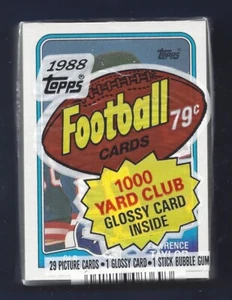 1988
Topps
®
Topps
Football
79¢
CARDS
1000
YARD CLUB
GLOSSY CARD
INSIDE
29 PICTURE CARDS • 1 GLOSSY CARD • 1 STICK BUBBLE GUM